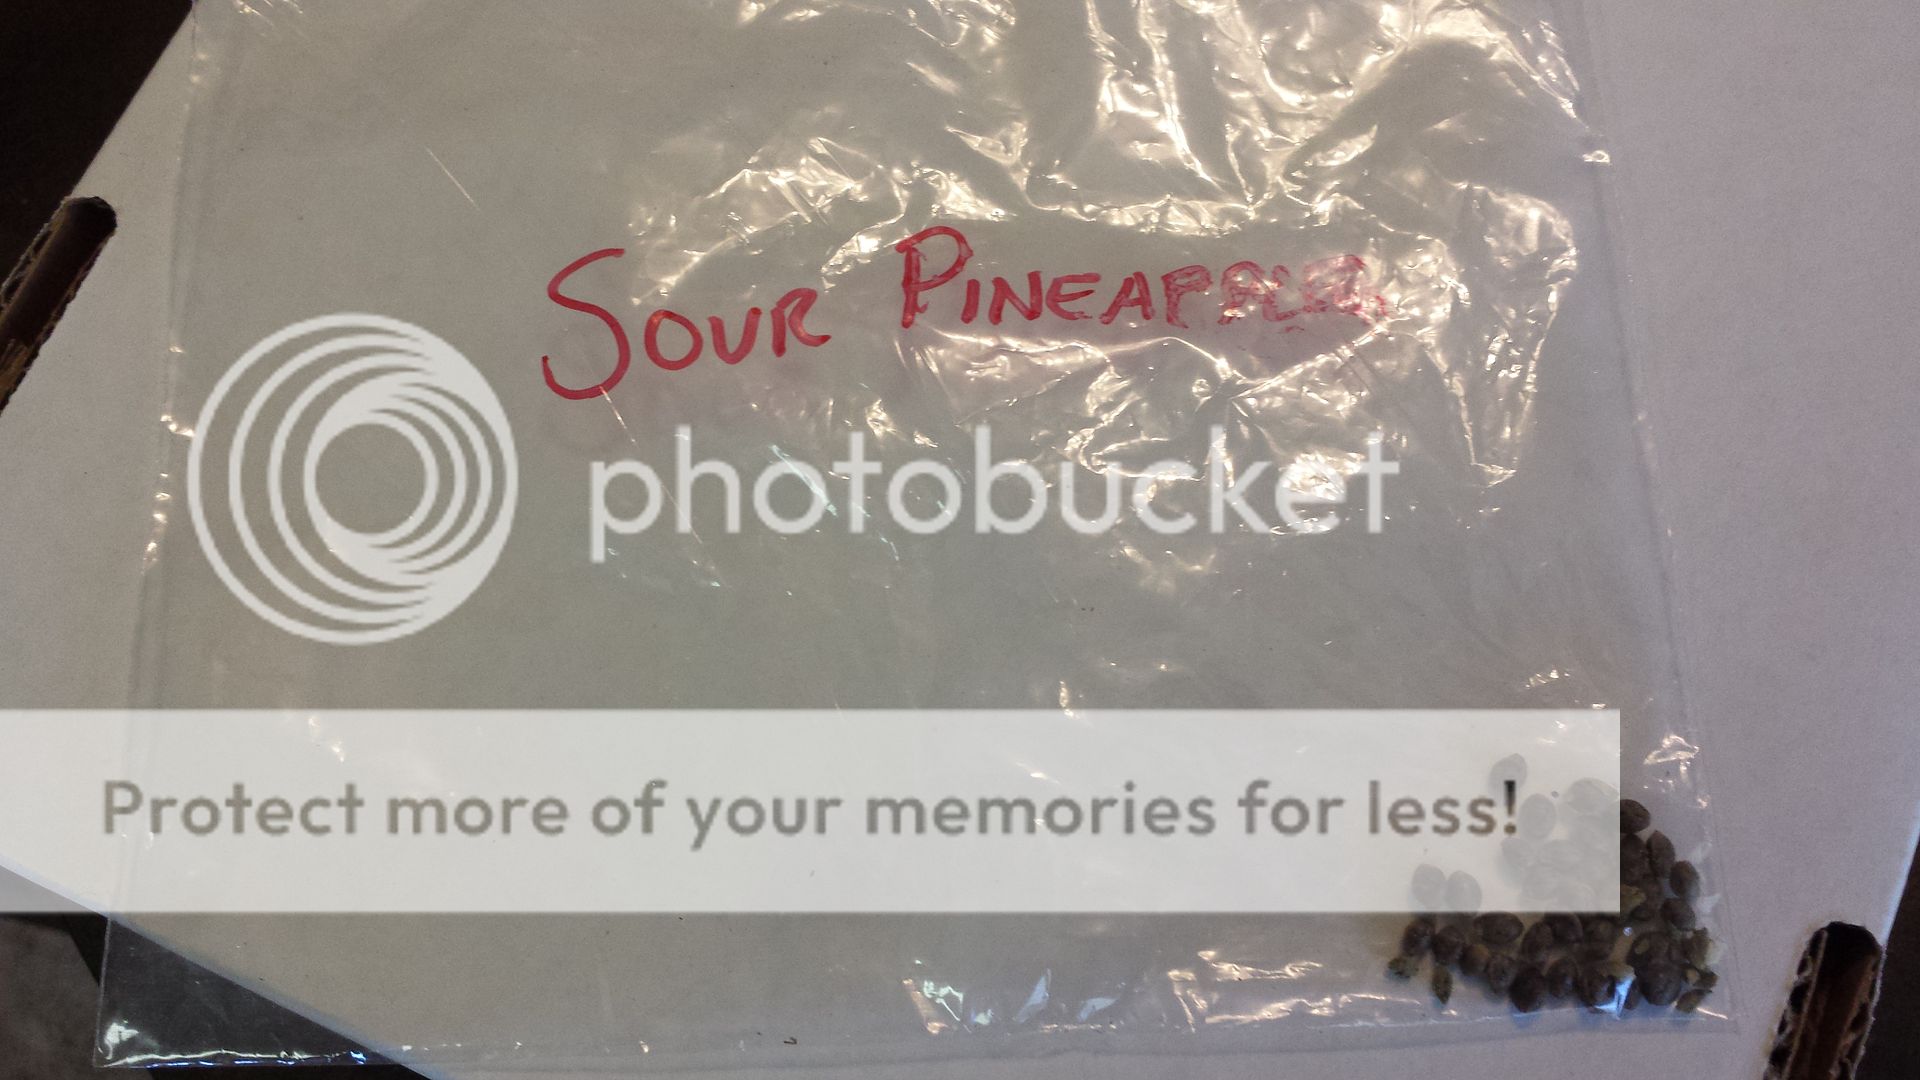 SOUR PINEAPPLE
photobucket
Protect more of your memories for less!